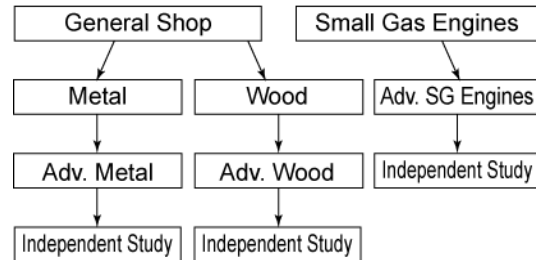 General Shop
Small Gas Engines
Metal
Wood
Adv. SG Engines
Adv. Metal
Adv. Wood
Independent Study
Independent Study
Independent Study